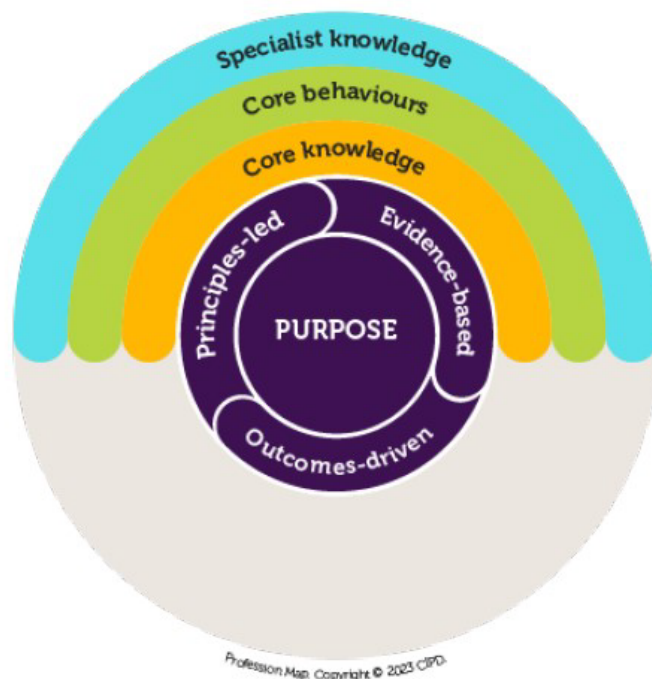 Specialist knowledge
Core behaviours
Core knowledge
Principles-led
Evidence-based
PURPOSE
Outcomes-driven
Profession Map. Copyright © 2023 CIPD.